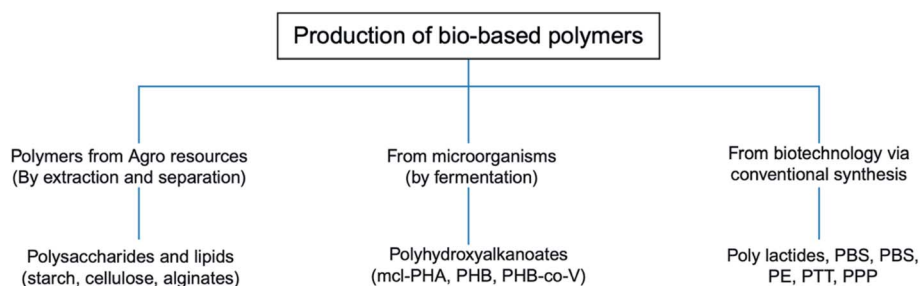 Production of bio-based polymers
Polymers from Agro resources
(By extraction and separation)
From microorganisms
(by fermentation)
From biotechnology via
conventional synthesis
Polysaccharides and lipids
(starch, cellulose, alginates)
Polyhydroxyalkanoates
(mcl-PHA, PHB, PHB-co-V)
Poly lactides, PBS, PBS,
PE, PTT, PPP